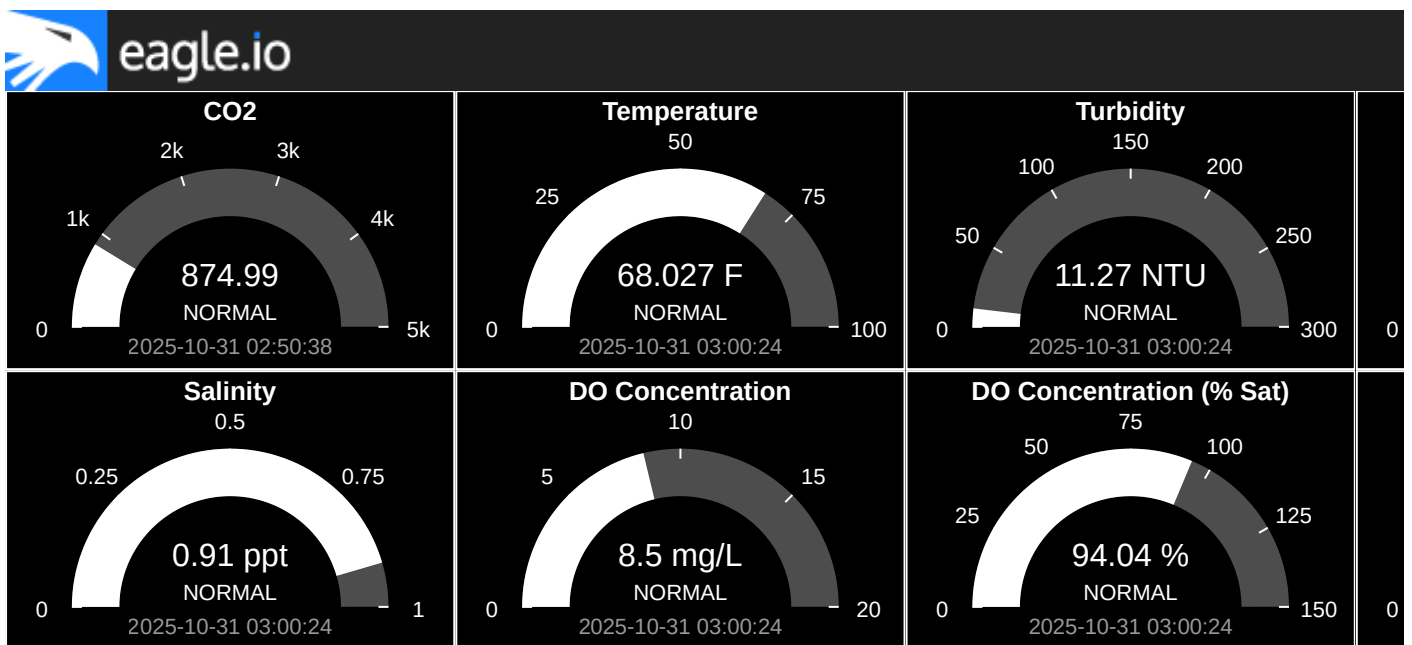 eagle.io
CO2
0
1k
2k
3k
4k
5k
874.99
NORMAL
2025-10-31 02:50:38
Temperature
0
25
50
75
100
68.027 F
NORMAL
2025-10-31 03:00:24
Turbidity
0
50
100
150
200
250
300
11.27 NTU
NORMAL
2025-10-31 03:00:24
0
Salinity
0
0.25
0.5
0.75
1
0.91 ppt
NORMAL
2025-10-31 03:00:24
DO Concentration
0
5
10
15
20
8.5 mg/L
NORMAL
2025-10-31 03:00:24
DO Concentration (% Sat)
0
25
50
75
100
125
150
94.04 %
NORMAL
2025-10-31 03:00:24
0